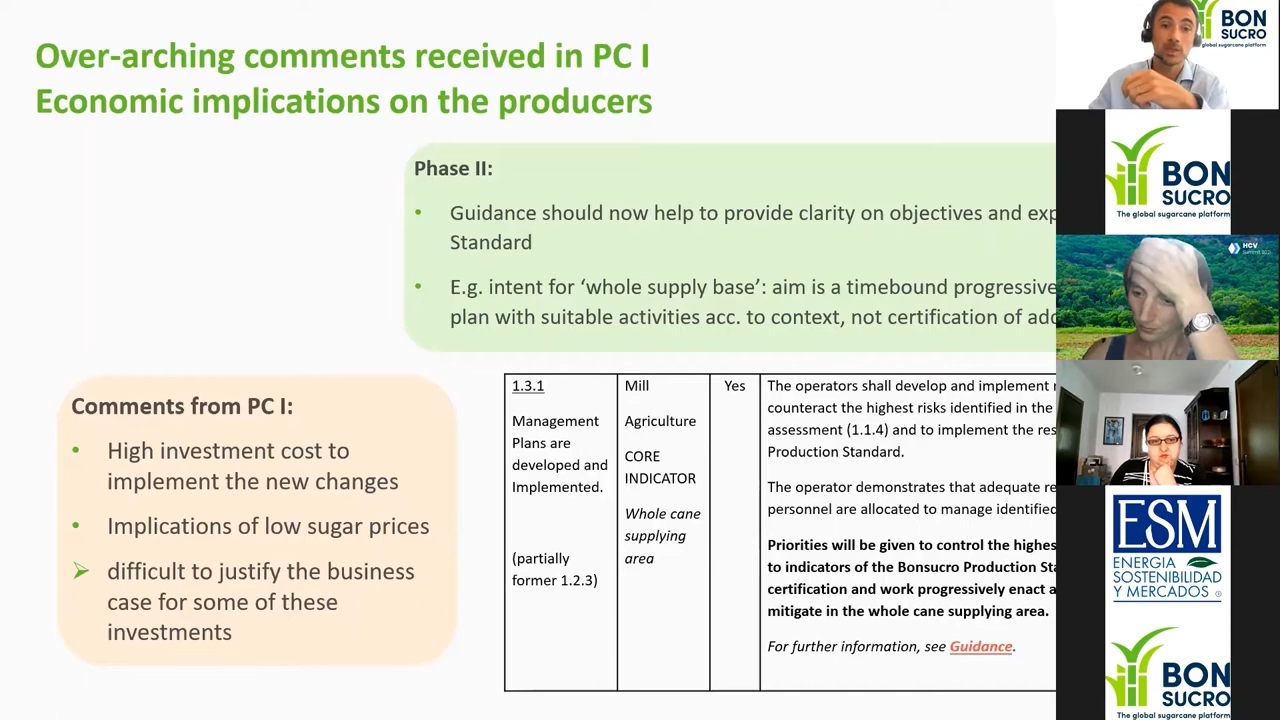 Over-arching comments received in PC I
Economic implications on the producers
Phase II:
• Guidance should now help to provide clarity on objectives and exp
Standard
• E.g. intent for ‘whole supply base’: aim is a timebound progressive
plan with suitable activities acc. to context, not certification of add
Comments from PC I:
• High investment cost to
implement the new changes
• Implications of low sugar prices
➢ difficult to justify the business
case for some of these
investments
1.3.1
Management
Plans are
developed and
Implemented.
(partially
former 1.2.3)
Mill
Agriculture
CORE
INDICATOR
Whole cane
supplying
area
Yes
The operators shall develop and implement
counteract the highest risks identified in the
assessment (1.1.4) and to implement the res
Production Standard.
The operator demonstrates that adequate re
personnel are allocated to manage identified
Priorities will be given to control the highes
to indicators of the Bonsucro Production Sta
certification and work progressively enact a
mitigate in the whole cane supplying area.
For further information, see Guidance.
BON
SUCRO
global sugarcane platform
BON
SUCRO
The global sugarcane platform
HCV
ESM
ENERGIA
SOSTENIBILIDAD
Y MERCADOS
BON
SUCRO
The global sugarcane platform